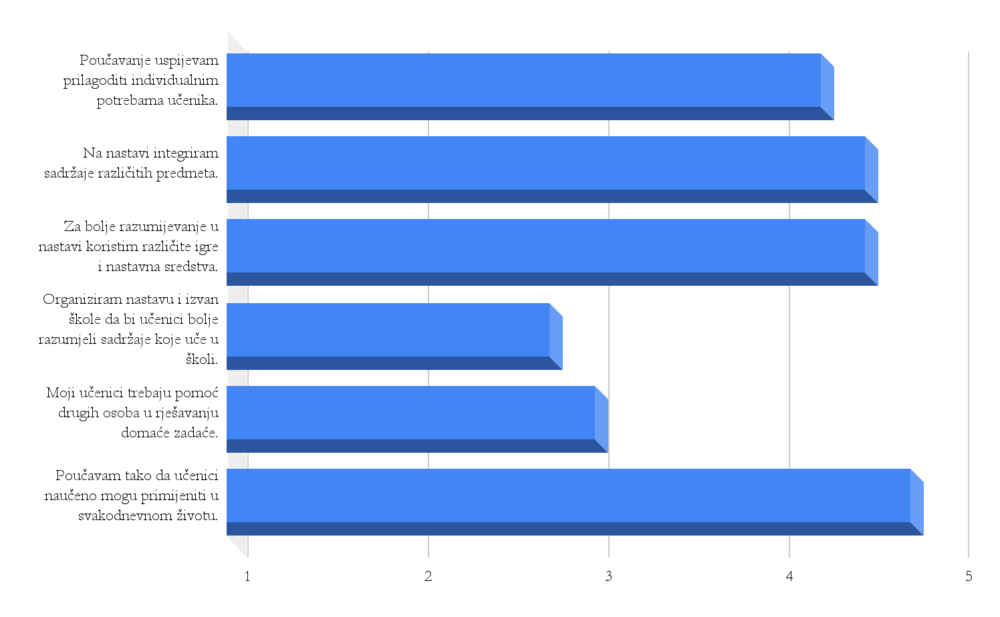 Poučavanje uspijevam
prilagoditi individualnim
potrebama učenika.
Na nastavi integriram
sadržaje različitih predmeta.
Za bolje razumijevanje u
nastavi koristim različite igre
i nastavna sredstva.
Organiziram nastavu i izvan
škole da bi učenici bolje
razumjeli sadržaje koje uče u
školi.
Moji učenici trebaju pomoć
drugih osoba u rješavanju
domaće zadaće.
Poučavam tako da učenici
naučeno mogu primijeniti u
svakodnevnom životu.
1 2 3 4 5